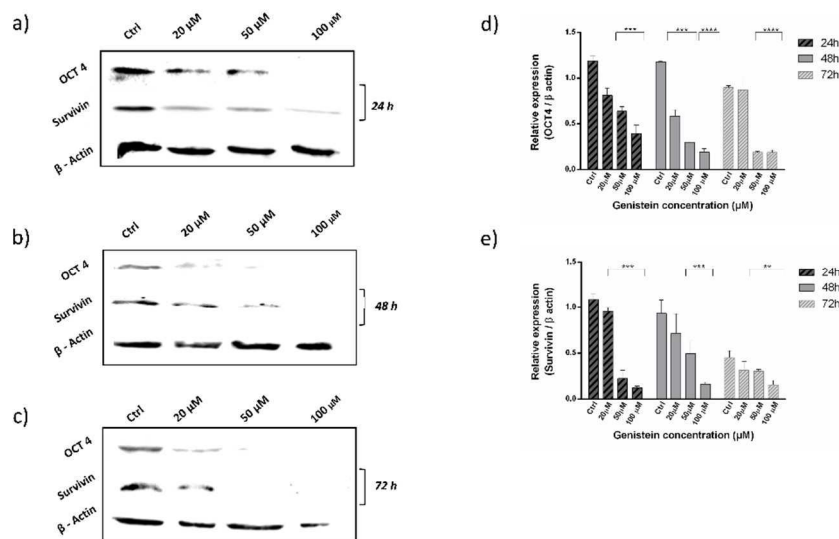 a)
Ctrl 20 µM 50 µM 100 µM
OCT 4
Survivin
β - Actin
24 h
b)
Ctrl 20 µM 50 µM 100 µM
OCT 4
Survivin
β - Actin
48 h
c)
Ctrl 20 µM 50 µM 100 µM
OCT 4
Survivin
β - Actin
72 h
d)
Relative expression
(OCT4 / β actin)
1.5
1.0
0.5
0.0
*** *** **** ****
24h
48h
72h
Ctrl 20µM 50µM 100 µM Ctrl 20µM 50µM 100 µM Ctrl 20µM 50µM 100 µM
Genistein concentration (µM)
e)
Relative expression
(Survivin / β actin)
1.5
1.0
0.5
0.0
*** *** **
24h
48h
72h
Ctrl 20µM 50µM 100 µM Ctrl 20µM 50µM 100 µM Ctrl 20µM 50µM 100 µM
Genistein concentration (µM)